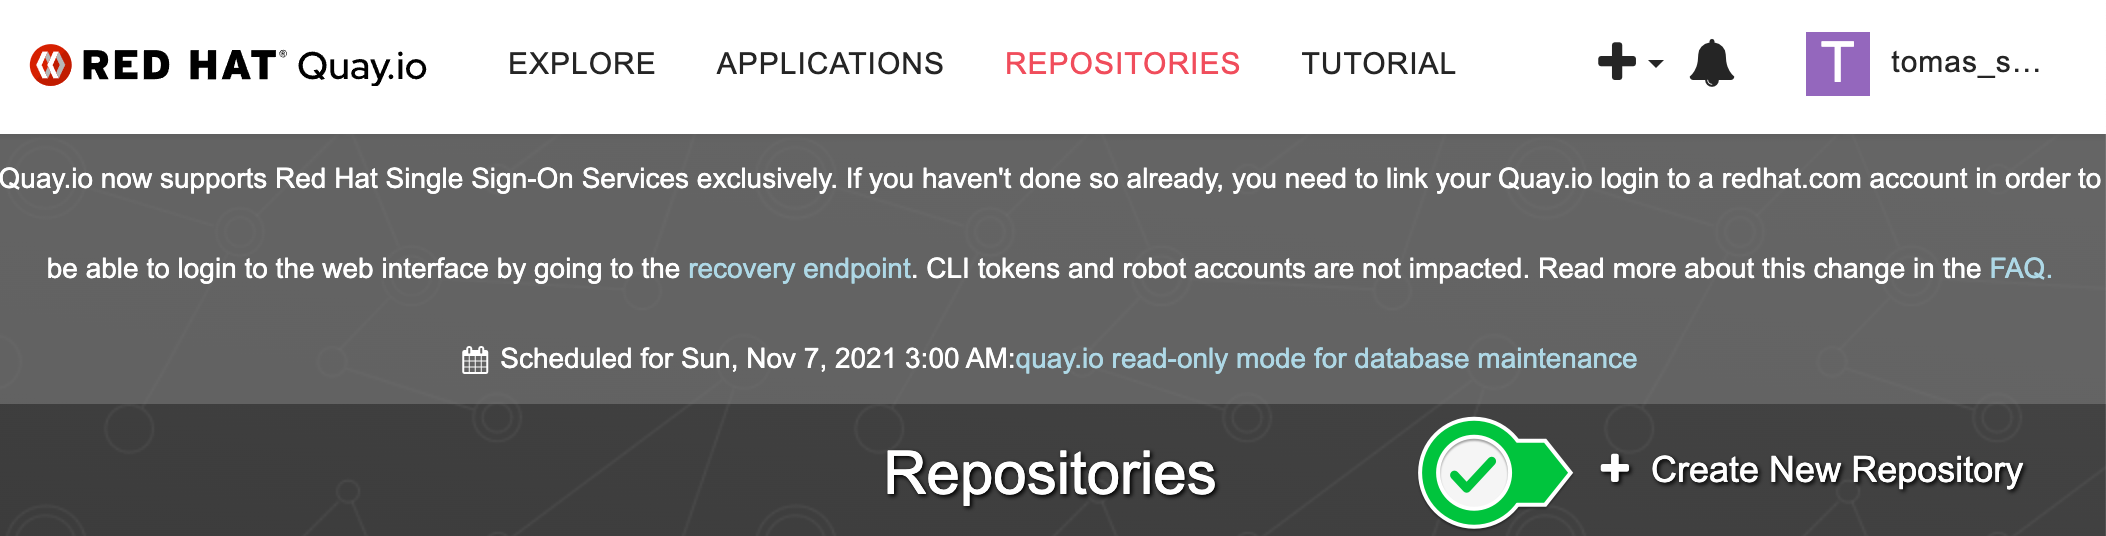 RED HAT® Quay.io EXPLORE APPLICATIONS REPOSITORIES TUTORIAL T tomas_s...
Quay.io now supports Red Hat Single Sign-On Services exclusively. If you haven't done so already, you need to link your Quay.io login to a redhat.com account in order to
be able to login to the web interface by going to the recovery endpoint. CLI tokens and robot accounts are not impacted. Read more about this change in the FAQ.
Scheduled for Sun, Nov 7, 2021 3:00 AM:quay.io read-only mode for database maintenance
Repositories + Create New Repository